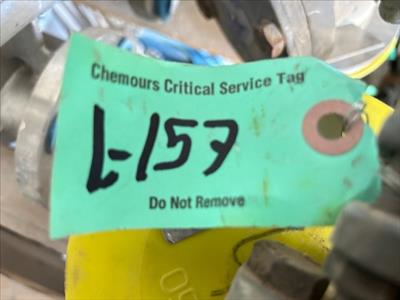 Chemours Critical Service Tag
L-157
Do Not Remove